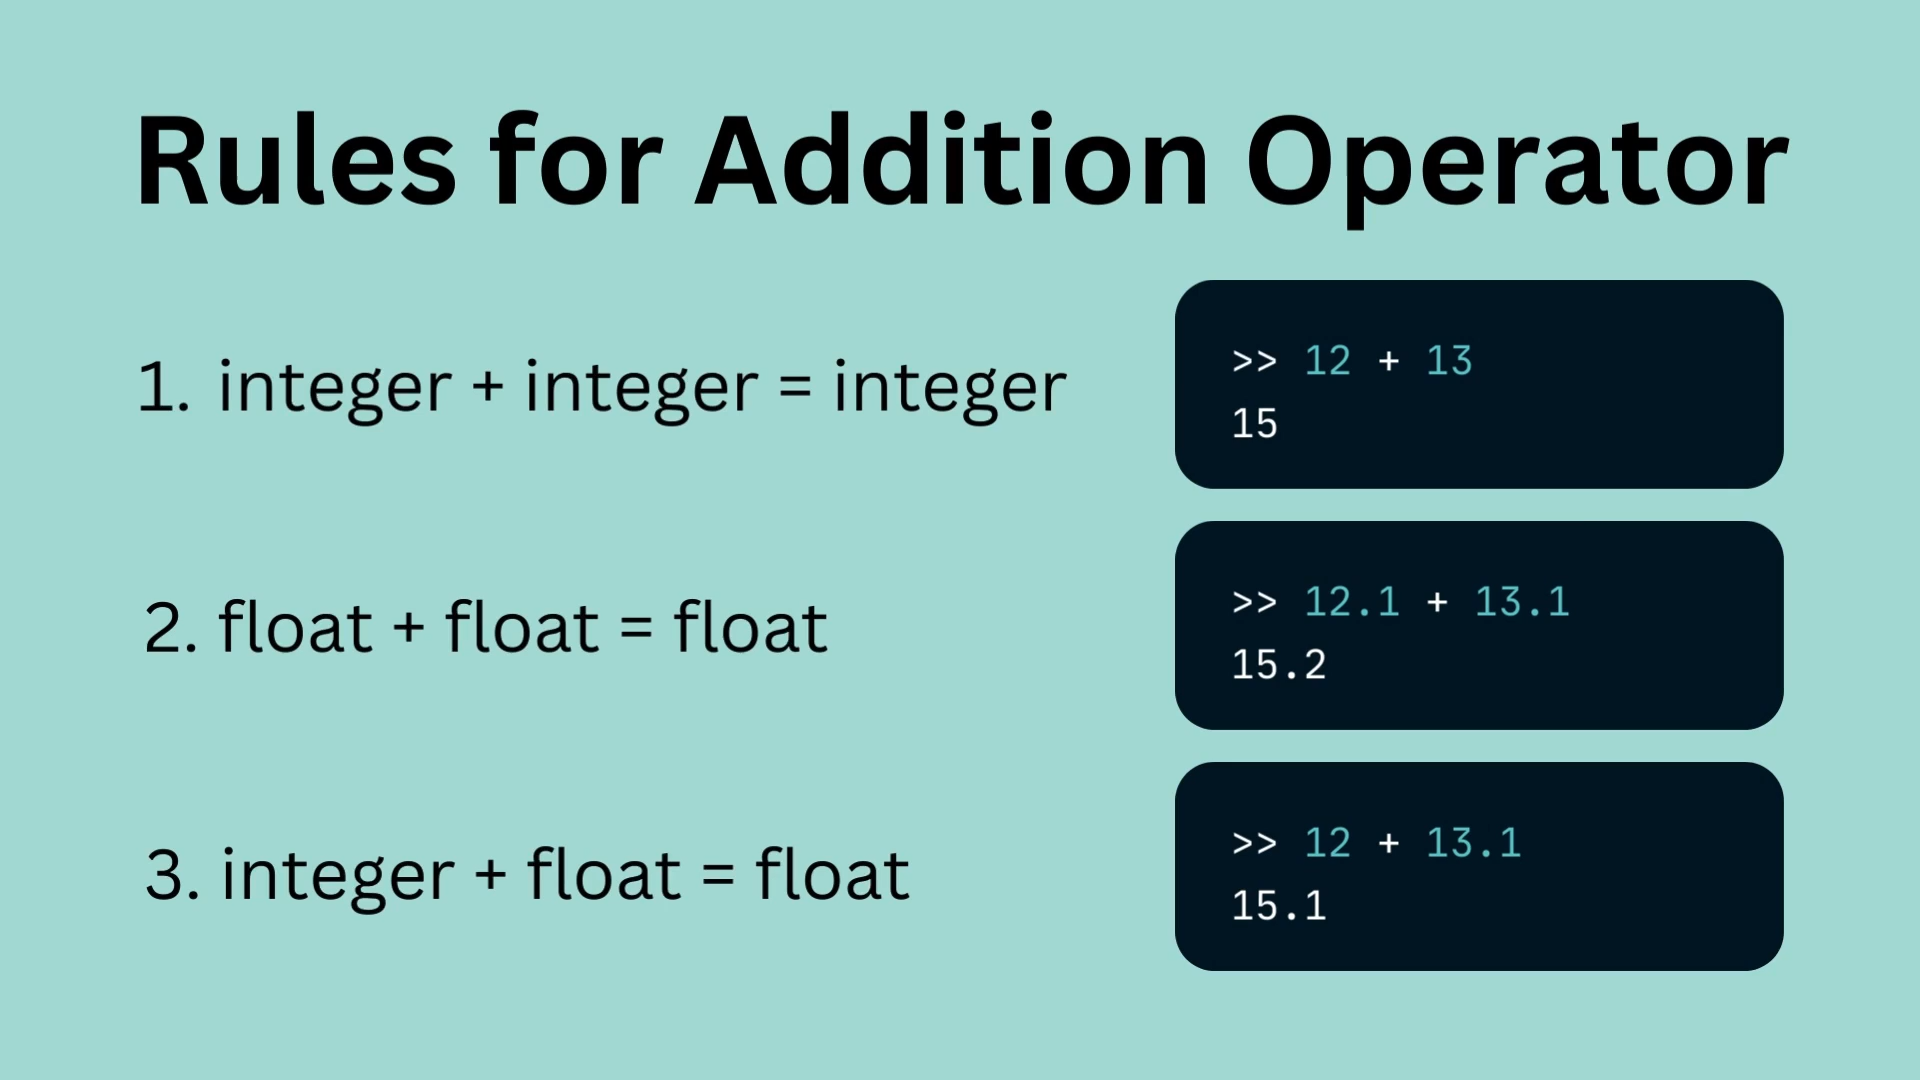 Rules for Addition Operator
1. integer + integer = integer
>> 12 + 13
15
2. float + float = float
>> 12.1 + 13.1
15.2
3. integer + float = float
>> 12 + 13.1
15.1